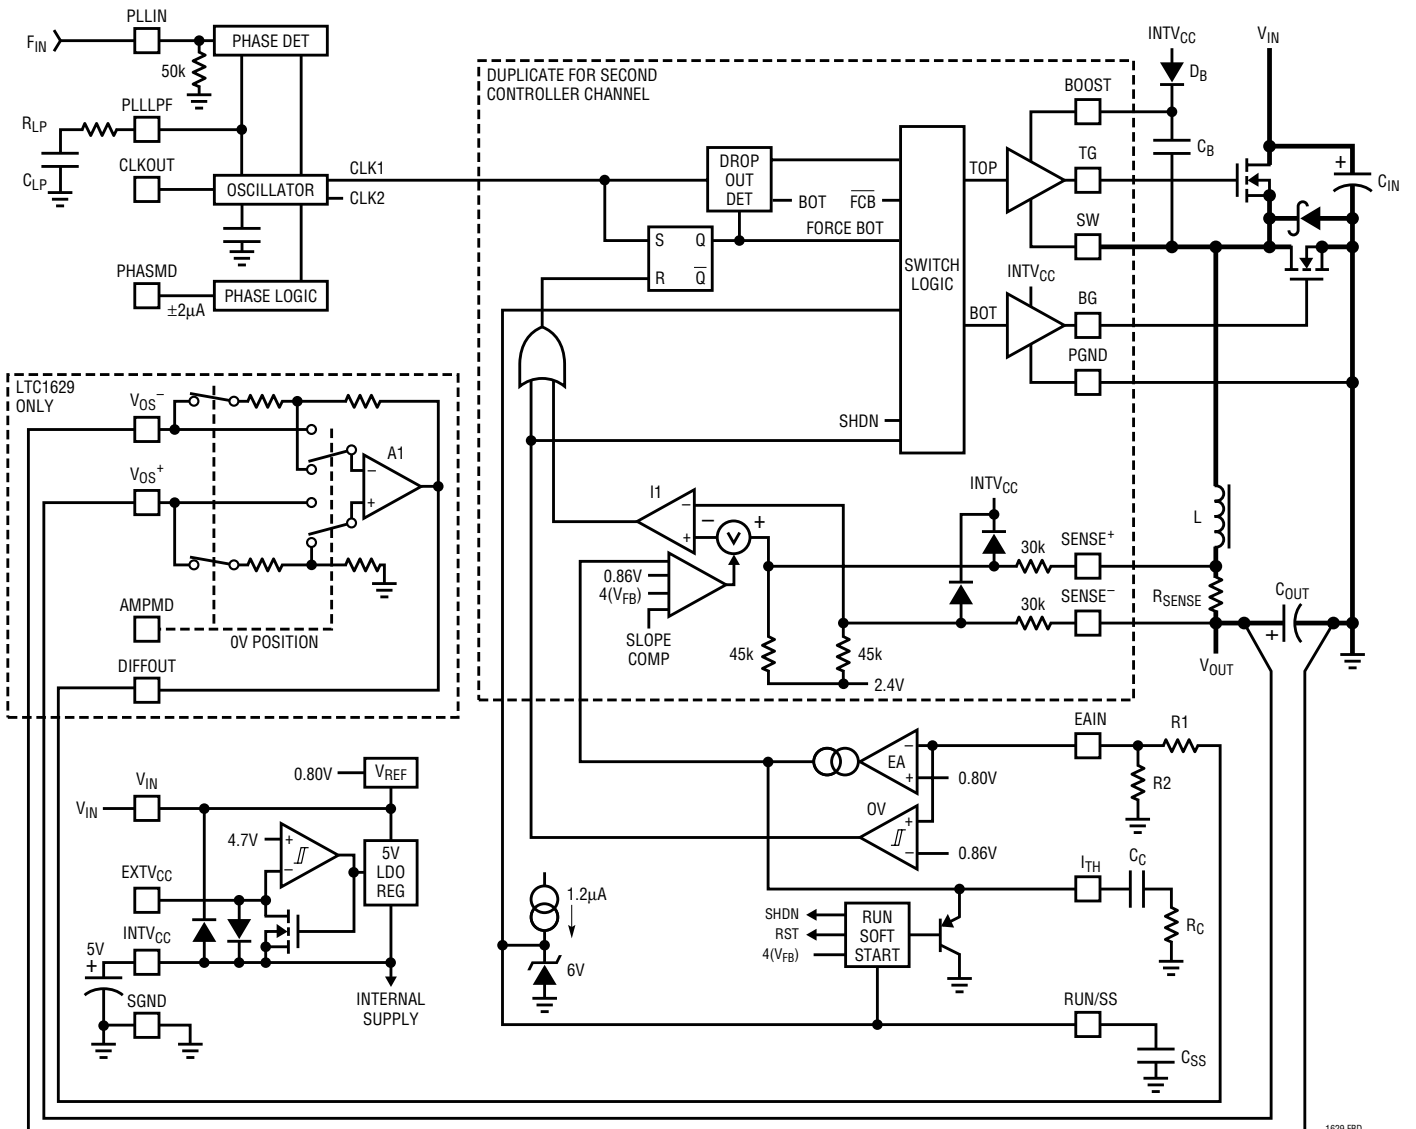 PLLIN
F_IN
50k
PHASE DET
PLLLPF
R_LP
C_LP
CLKOUT
OSCILLATOR
CLK1
CLK2
PHASMD
±2µA
PHASE LOGIC
DUPLICATE FOR SECOND
CONTROLLER CHANNEL
DROP
OUT
DET
BOT
FCB
FORCE BOT
S Q
R Q
SWITCH
LOGIC
SHDN
TOP
BOT
INTV_CC
BOOST
TG
SW
BG
PGND
INTV_CC
D_B
C_B
V_IN
+
C_IN
LTC1629
ONLY
V_OS−
V_OS+
A1
−
+
AMPMD
0V POSITION
DIFFOUT
I1
−
+
−
+
V
0.86V
4(V_FB)
SLOPE
COMP
45k
45k
2.4V
INTV_CC
30k
SENSE+
30k
SENSE−
L
R_SENSE
C_OUT
+
V_OUT
0.80V
V_REF
V_IN
V_IN
4.7V
+
−
5V
LDO
REG
EXTV_CC
INTV_CC
5V
+
SGND
INTERNAL
SUPPLY
EA
−
+
0.80V
OV
+
−
0.86V
EAIN
R1
R2
I_TH
C_C
R_C
1.2µA
6V
SHDN
RST
4(V_FB)
RUN
SOFT
START
RUN/SS
C_SS
1629 FBD